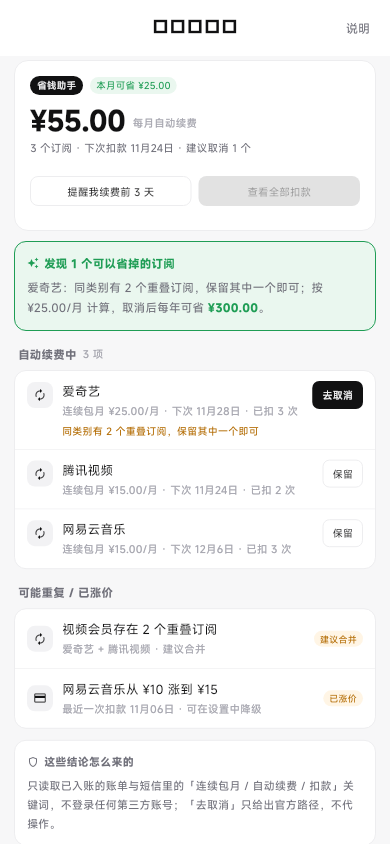 说明
省钱助手 本月可省 ¥25.00
¥55.00 每月自动续费
3 个订阅 · 下次扣款 11月24日 · 建议取消 1 个
提醒我续费前 3 天 查看全部扣款
发现 1 个可以省掉的订阅
爱奇艺：同类别有 2 个重叠订阅，保留其中一个即可；按
¥25.00/月 计算，取消后每年可省 ¥300.00。
自动续费中 3 项
爱奇艺
去取消
连续包月 ¥25.00/月 · 下次 11月28日 · 已扣 3 次
同类别有 2 个重叠订阅，保留其中一个即可
腾讯视频
保留
连续包月 ¥15.00/月 · 下次 11月24日 · 已扣 2 次
网易云音乐
保留
连续包月 ¥15.00/月 · 下次 12月6日 · 已扣 3 次
可能重复 / 已涨价
视频会员存在 2 个重叠订阅
建议合并
爱奇艺 + 腾讯视频 · 建议合并
网易云音乐从 ¥10 涨到 ¥15
已涨价
最近一次扣款 11月06日 · 可在设置中降级
这些结论怎么来的
只读取已入账的账单与短信里的「连续包月 / 自动续费 / 扣款」关
键词，不登录任何第三方账号；「去取消」只给出官方路径，不代
操作。